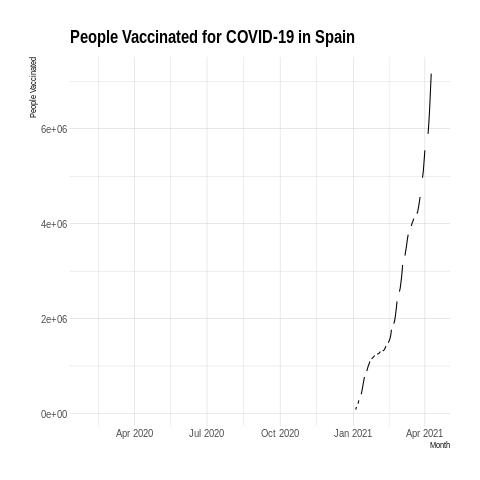 People Vaccinated for COVID-19 in Spain
People Vaccinated
6e+06
4e+06
2e+06
0e+00
Apr 2020 Jul 2020 Oct 2020 Jan 2021 Apr 2021
Month